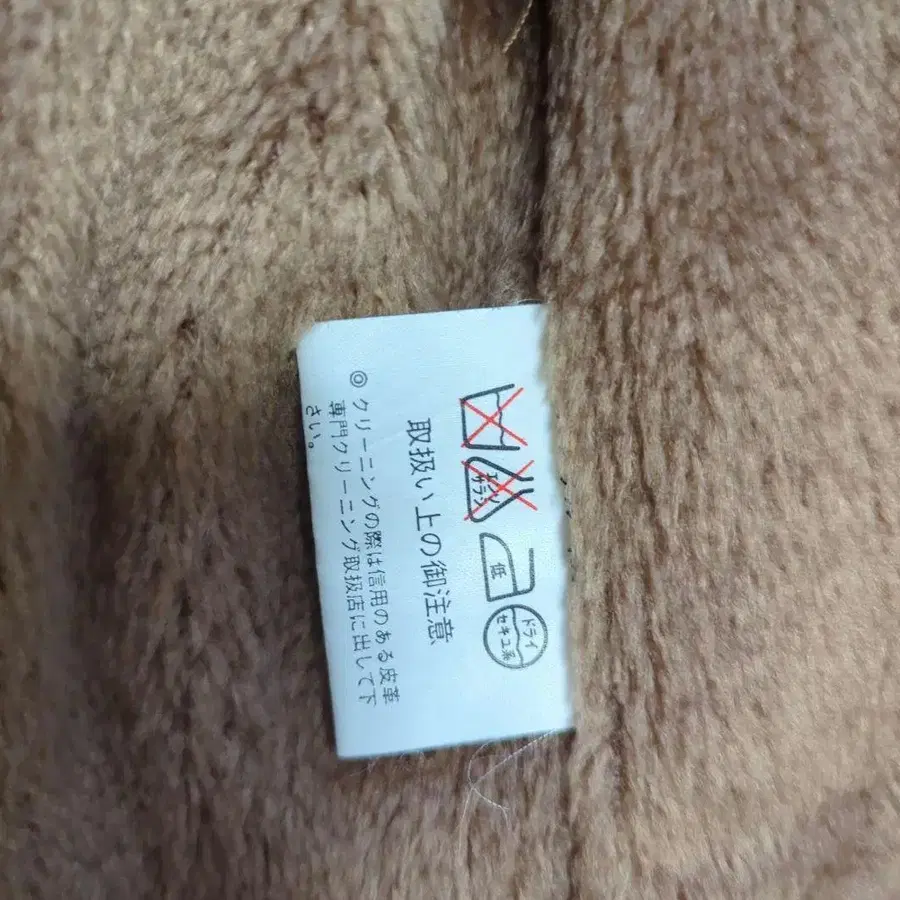 エンソ
サラシ
低
ドライ
セキユ系
取扱い上の御注意
◎クリーニングの際は信用のある皮革
専門クリーニング取扱店に出して下
さい。